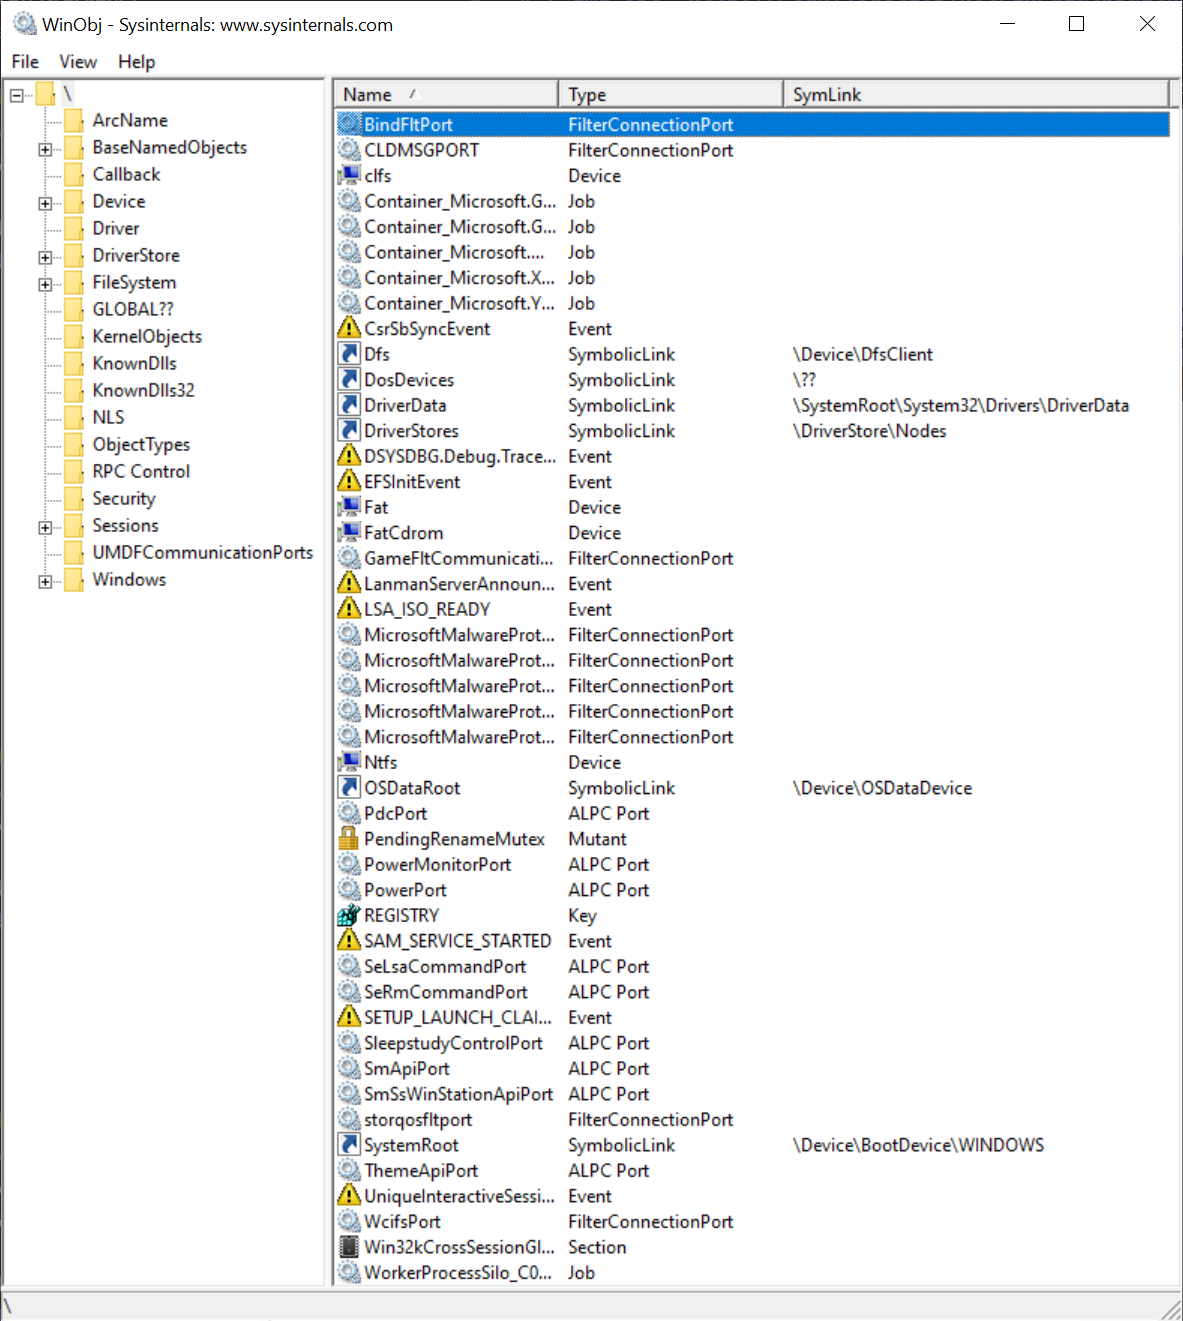 WinObj - Sysinternals: www.sysinternals.com
File View Help
\
ArcName
BaseNamedObjects
Callback
Device
Driver
DriverStore
FileSystem
GLOBAL??
KernelObjects
KnownDlls
KnownDlls32
NLS
ObjectTypes
RPC Control
Security
Sessions
UMDFCommunicationPorts
Windows
Name Type SymLink
BindFltPort FilterConnectionPort
CLDMSGPORT FilterConnectionPort
clfs Device
Container_Microsoft.G... Job
Container_Microsoft.G... Job
Container_Microsoft.... Job
Container_Microsoft.X... Job
Container_Microsoft.Y... Job
CsrSbSyncEvent Event
Dfs SymbolicLink \Device\DfsClient
DosDevices SymbolicLink \??
DriverData SymbolicLink \SystemRoot\System32\Drivers\DriverData
DriverStores SymbolicLink \DriverStore\Nodes
DSYSDBG.Debug.Trace... Event
EFSInitEvent Event
Fat Device
FatCdrom Device
GameFltCommunicati... FilterConnectionPort
LanmanServerAnnoun... Event
LSA_ISO_READY Event
MicrosoftMalwareProt... FilterConnectionPort
MicrosoftMalwareProt... FilterConnectionPort
MicrosoftMalwareProt... FilterConnectionPort
MicrosoftMalwareProt... FilterConnectionPort
MicrosoftMalwareProt... FilterConnectionPort
Ntfs Device
OSDataRoot SymbolicLink \Device\OSDataDevice
PdcPort ALPC Port
PendingRenameMutex Mutant
PowerMonitorPort ALPC Port
PowerPort ALPC Port
REGISTRY Key
SAM_SERVICE_STARTED Event
SeLsaCommandPort ALPC Port
SeRmCommandPort ALPC Port
SETUP_LAUNCH_CLAI... Event
SleepstudyControlPort ALPC Port
SmApiPort ALPC Port
SmSsWinStationApiPort ALPC Port
storqosfltport FilterConnectionPort
SystemRoot SymbolicLink \Device\BootDevice\WINDOWS
ThemeApiPort ALPC Port
UniqueInteractiveSessi... Event
WcifsPort FilterConnectionPort
Win32kCrossSessionGl... Section
WorkerProcessSilo_C0... Job
\